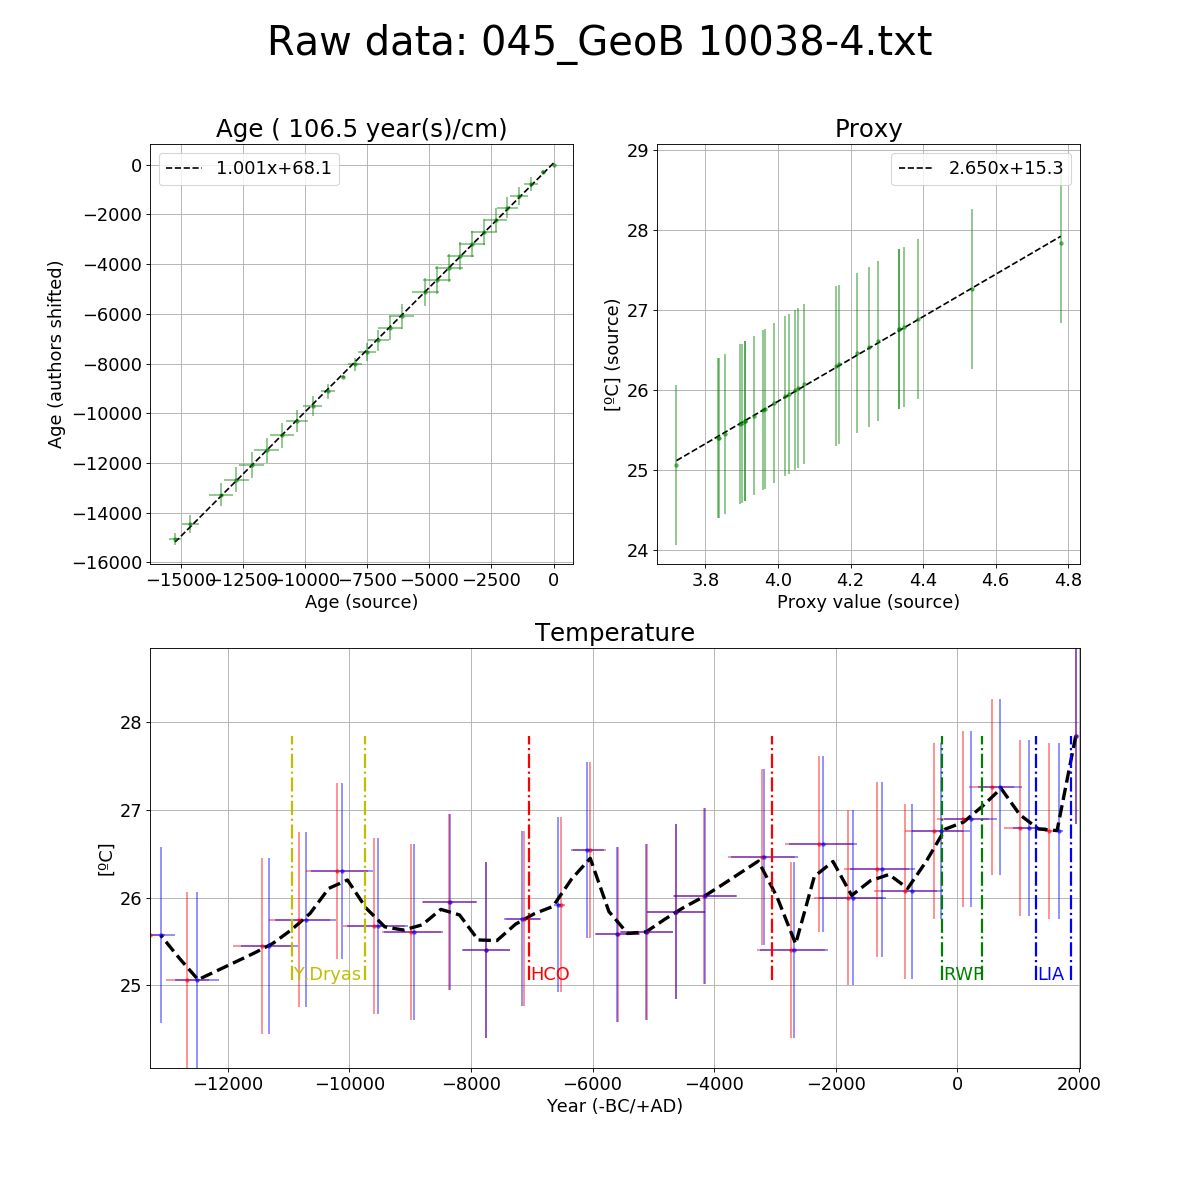 Raw data: 045_GeoB 10038-4.txt
Age ( 106.5 year(s)/cm)
1.001x+68.1
Age (authors shifted)
0
−2000
−4000
−6000
−8000
−10000
−12000
−14000
−16000
−15000 −12500 −10000 −7500 −5000 −2500 0
Age (source)
Proxy
2.650x+15.3
[ºC] (source)
29
28
27
26
25
24
3.8 4.0 4.2 4.4 4.6 4.8
Proxy value (source)
Temperature
[ºC]
28
27
26
25
Y Dryas
HCO
RWP
LIA
−12000 −10000 −8000 −6000 −4000 −2000 0 2000
Year (-BC/+AD)